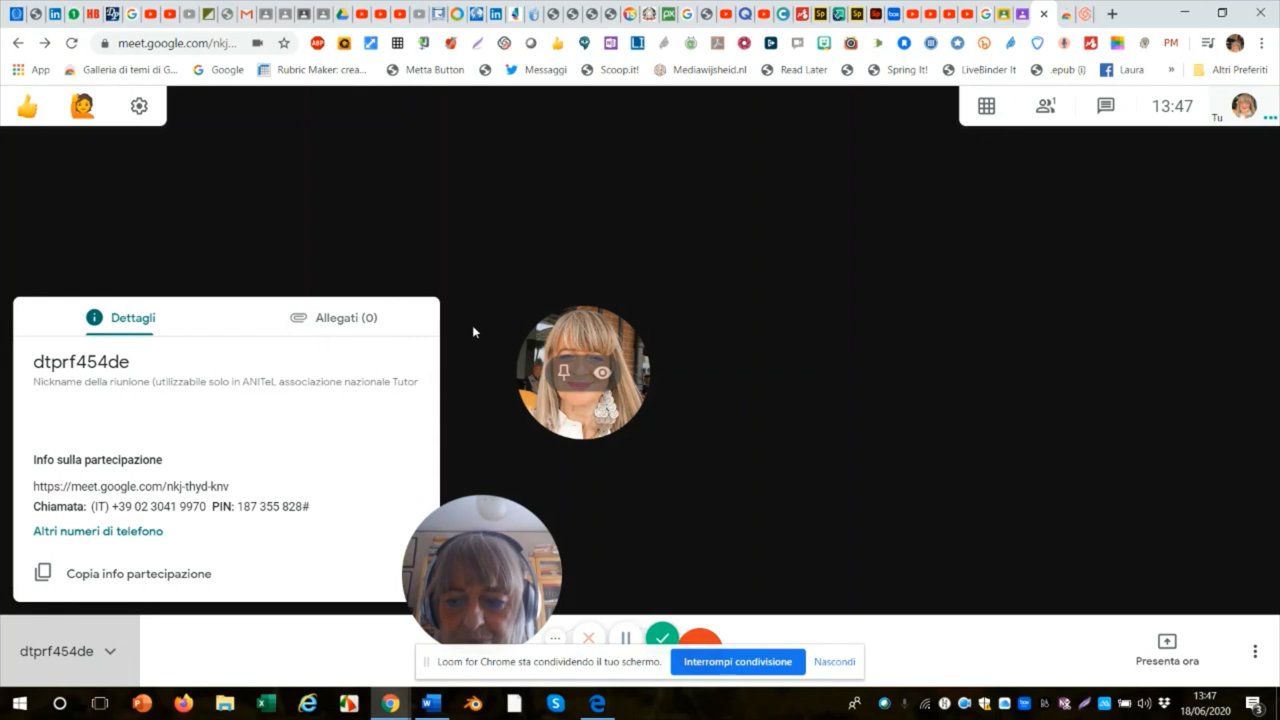 meet.google.com/nkj...
PM
App
Galleria di temi di G...
Google
Rubric Maker: crea...
Metta Button
Messaggi
Scoop.it!
Mediawijsheid.nl
Read Later
Spring It!
LiveBinder It
.epub (i)
Laura
»
Altri Preferiti
1
13:47
Tu
Dettagli
Allegati (0)
dtprf454de
Nickname della riunione (utilizzabile solo in ANITeL associazione nazionale Tutor
Info sulla partecipazione
https://meet.google.com/nkj-thyd-knv
Chiamata: (IT) +39 02 3041 9970 PIN: 187 355 828#
Altri numeri di telefono
Copia info partecipazione
dtprf454de
Loom for Chrome sta condividendo il tuo schermo.
Interrompi condivisione
Nascondi
Presenta ora
13:47
18/06/2020